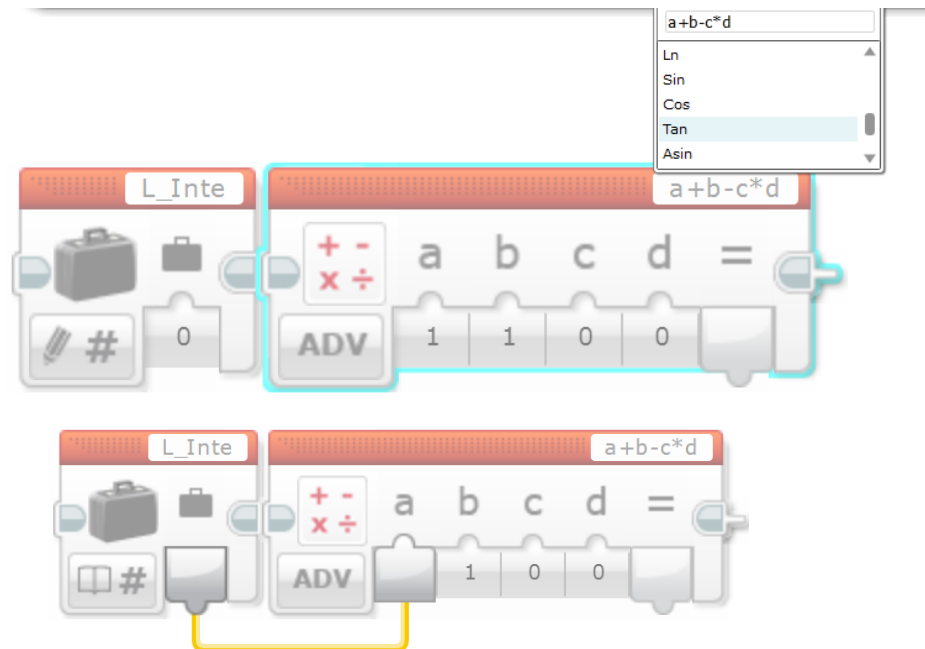 a+b-c*d
Ln
Sin
Cos
Tan
Asin
L_Inte
a+b-c*d
+ - x ÷ a b c d =
# 0
ADV 1 1 0 0
L_Inte
a+b-c*d
+ - x ÷ a b c d =
#
ADV 1 0 0